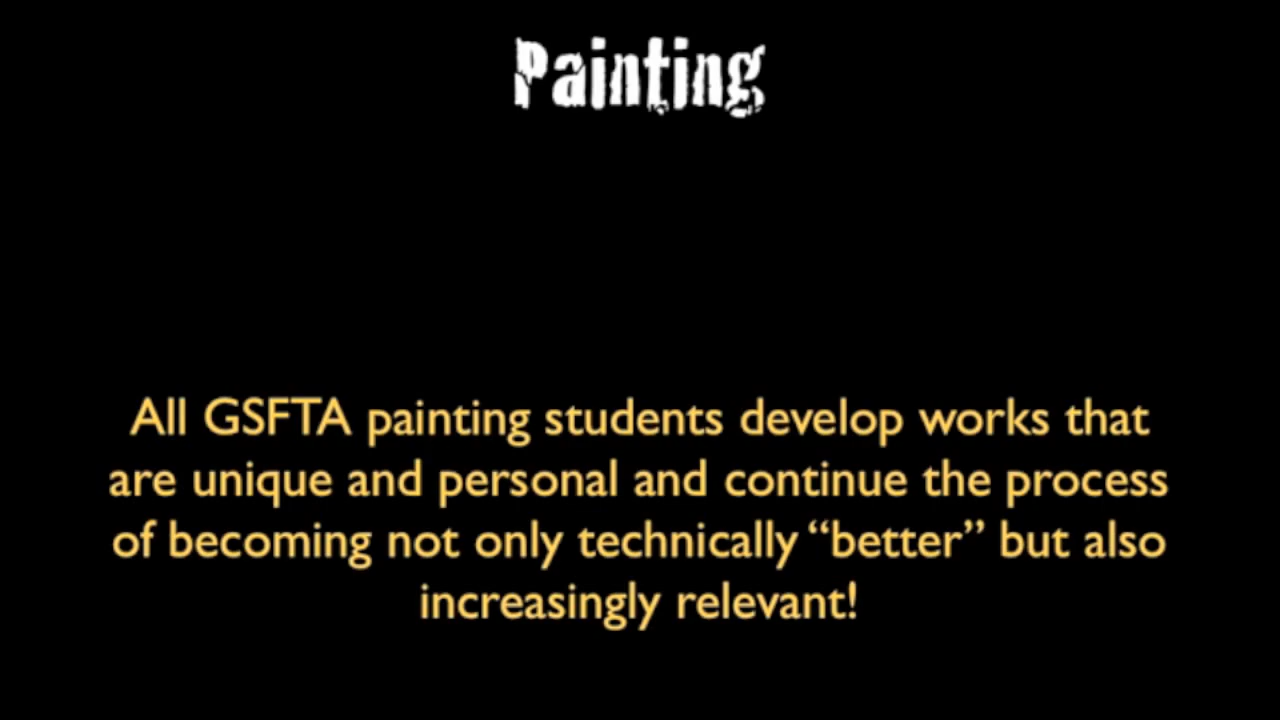 Painting
All GSFTA painting students develop works that
are unique and personal and continue the process
of becoming not only technically “better” but also
increasingly relevant!